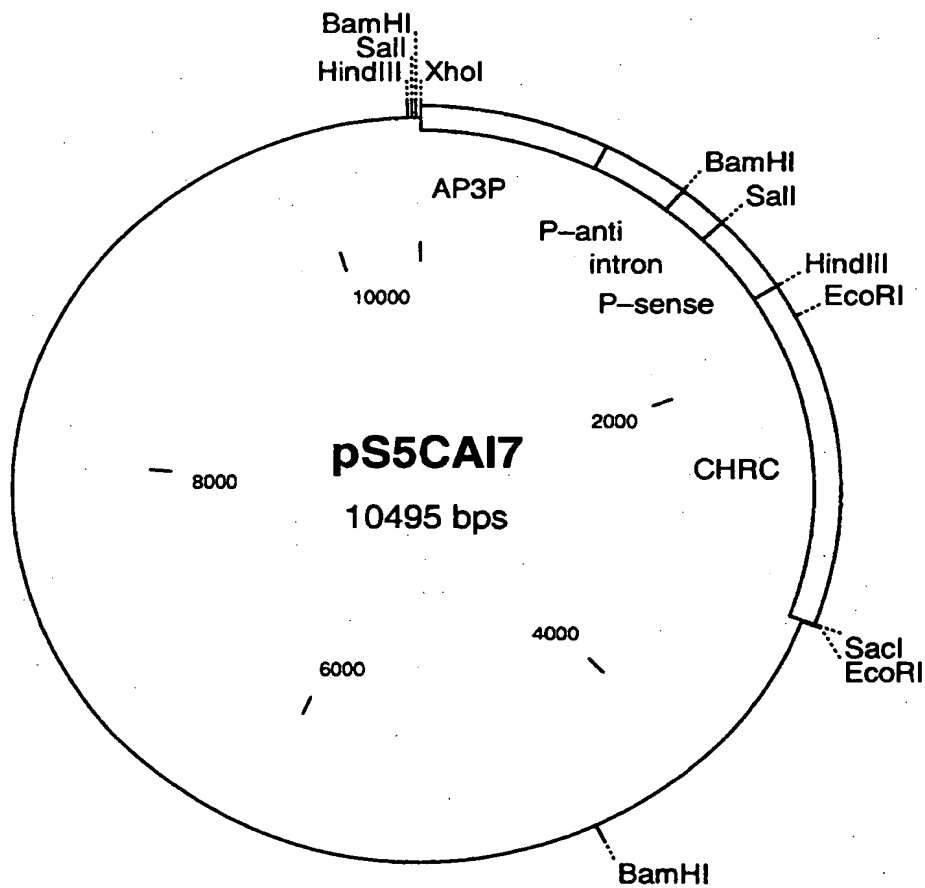 BamHI
SalI
HindIII
XhoI
BamHI
SalI
HindIII
EcoRI
AP3P
P-anti
intron
P-sense
10000
2000
pS5CAI7
10495 bps
8000
CHRC
4000
6000
SacI
EcoRI
BamHI